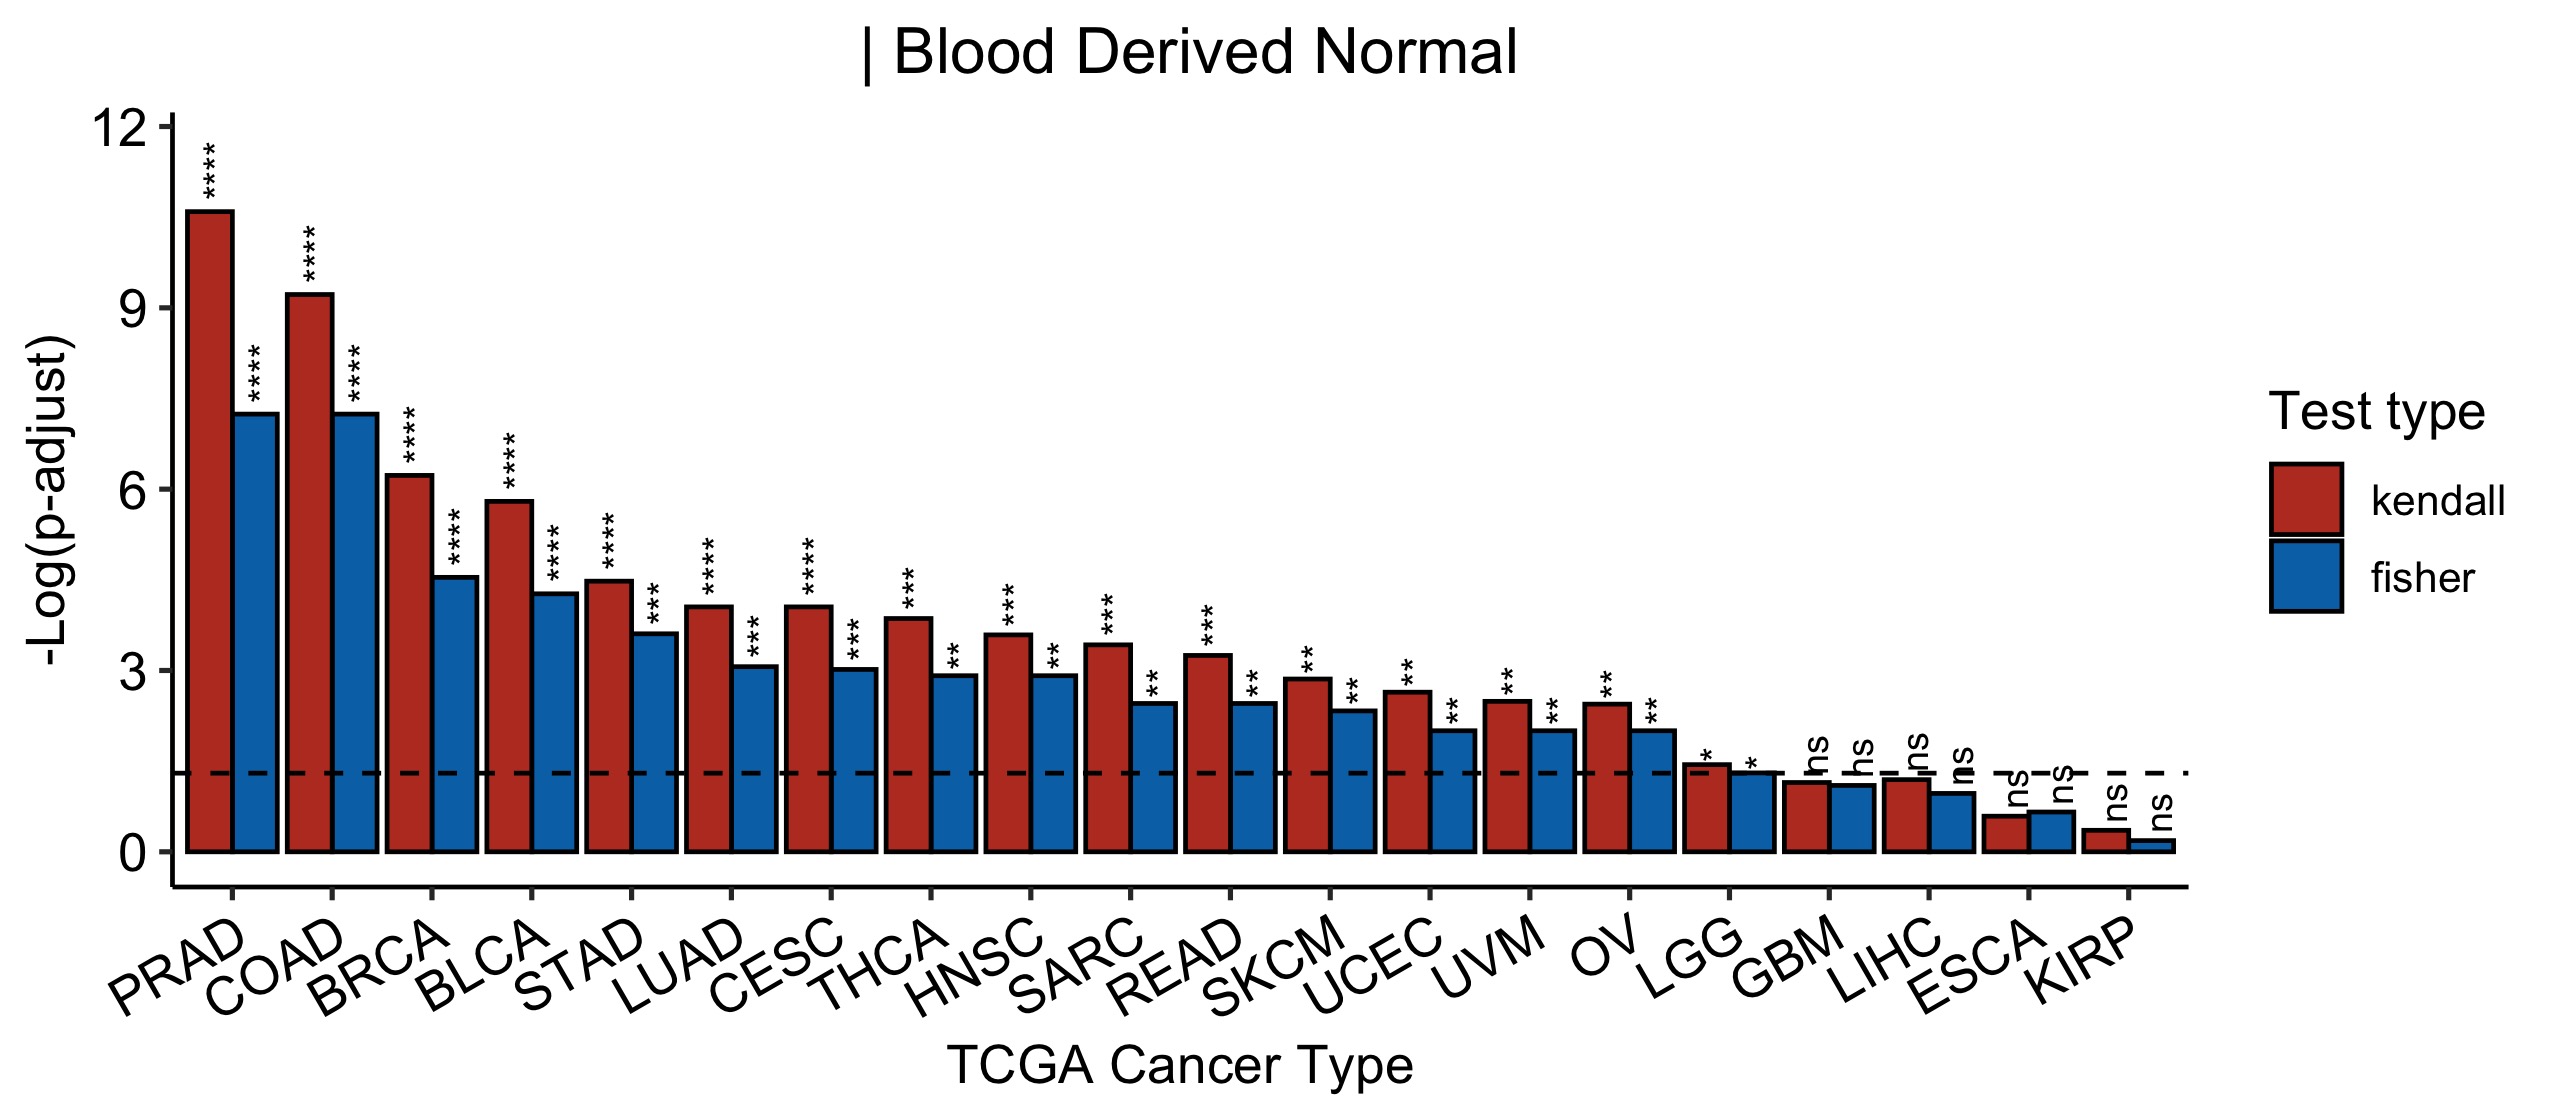 | Blood Derived Normal
12
9
6
3
0
-Log(p-adjust)
**** **** **** **** **** **** **** **** **** *** **** *** **** *** *** ** *** ** *** ** *** ** ** ** ** ** ** ** ** ** * * ns ns ns ns ns ns ns ns
PRAD COAD BRCA BLCA STAD LUAD CESC THCA HNSC SARC READ SKCM UCEC UVM OV LGG GBM LIHC ESCA KIRP
TCGA Cancer Type
Test type
kendall
fisher